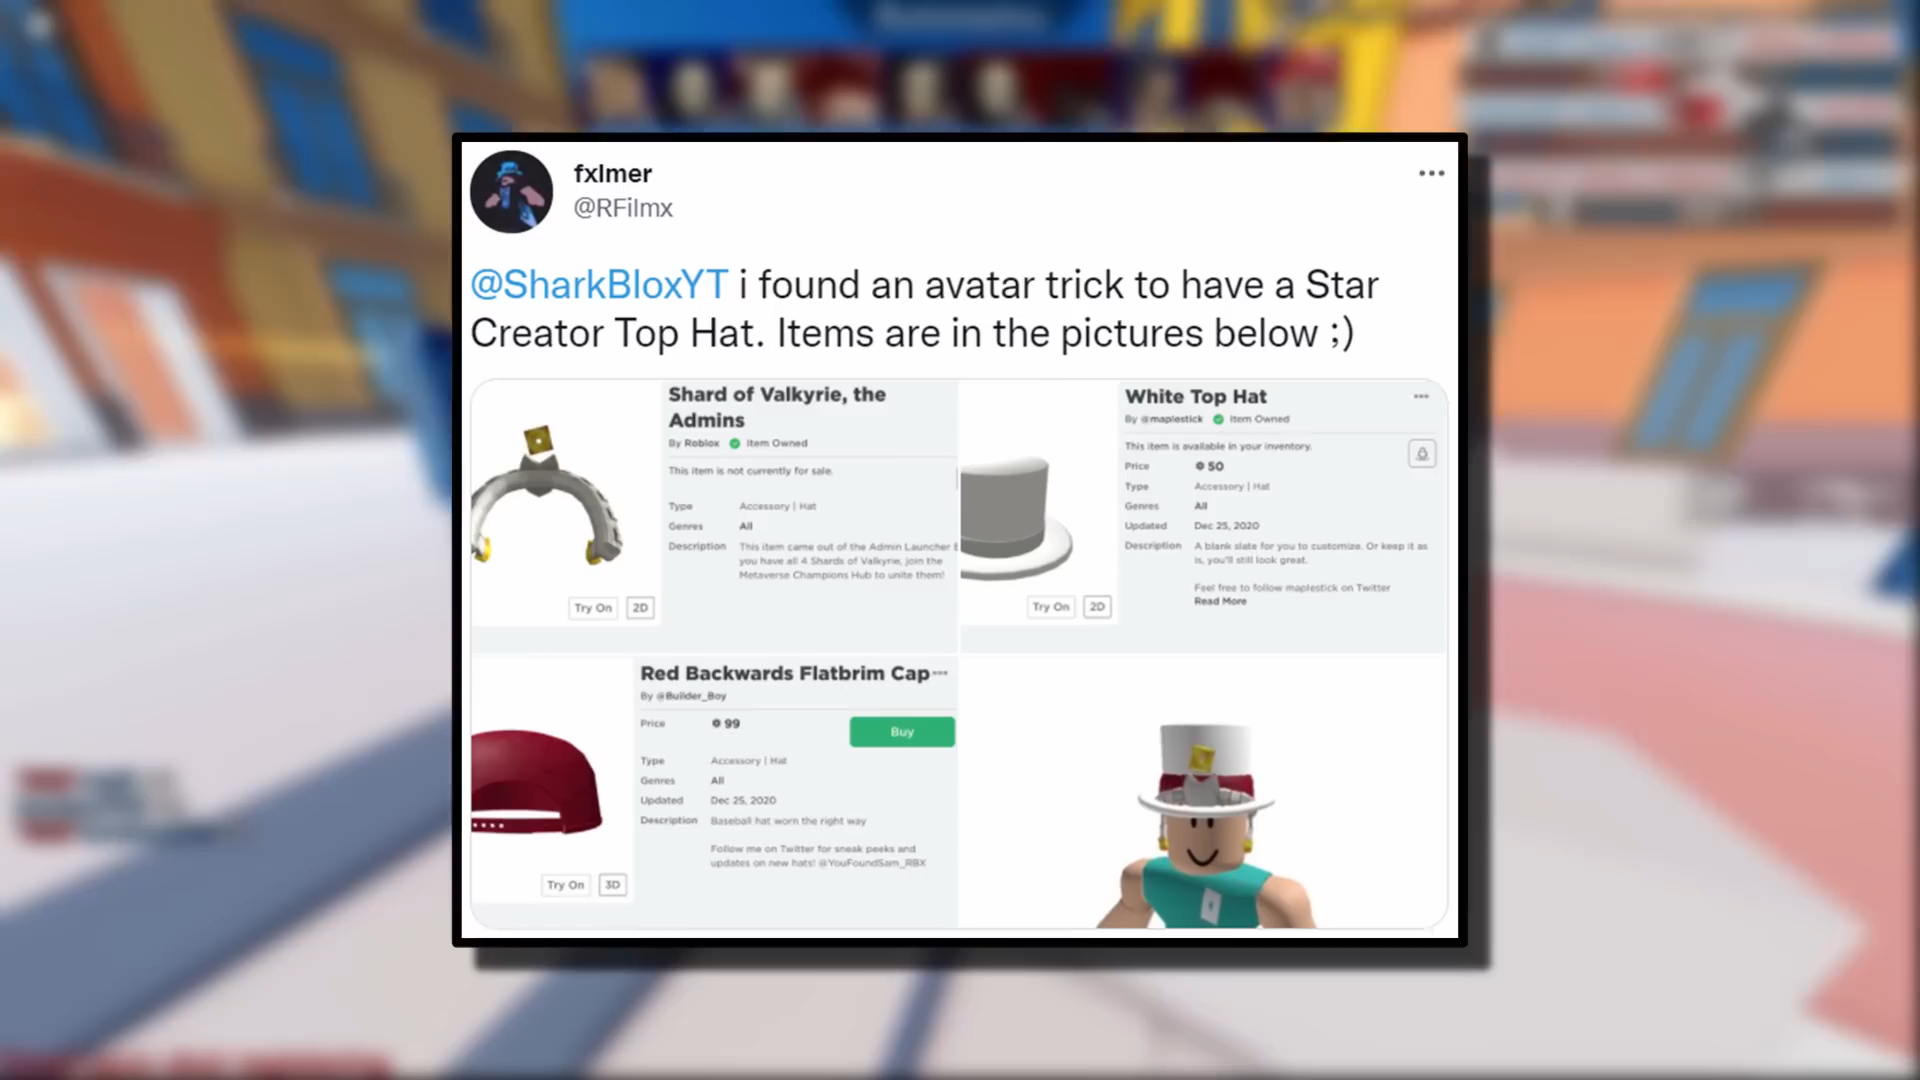 fxlmer
@RFilmx
@SharkBloxYT i found an avatar trick to have a Star
Creator Top Hat. Items are in the pictures below ;)
Shard of Valkyrie, the
Admins
By Roblox Item Owned
This item is not currently for sale.
Type Accessory | Hat
Genres All
Description This item came out of the Admin Launcher
you have all 4 Shards of Valkyrie, join the
Metaverse Champions Hub to unite them!
Try On 2D
White Top Hat
By @maplestick Item Owned
This item is available in your inventory.
Price 50
Type Accessory | Hat
Genres All
Updated Dec 25, 2020
Description A blank slate for you to customize. Or keep it as
is, you'll still look great.
Feel free to follow maplestick on Twitter
Read More
Try On 2D
Red Backwards Flatbrim Cap
By @Builder_Boy
Price 99
Buy
Type Accessory | Hat
Genres All
Updated Dec 25, 2020
Description Baseball hat worn the right way
Follow me on Twitter for sneak peeks and
updates on new hats! @YouFoundSam_RBX
Try On 3D